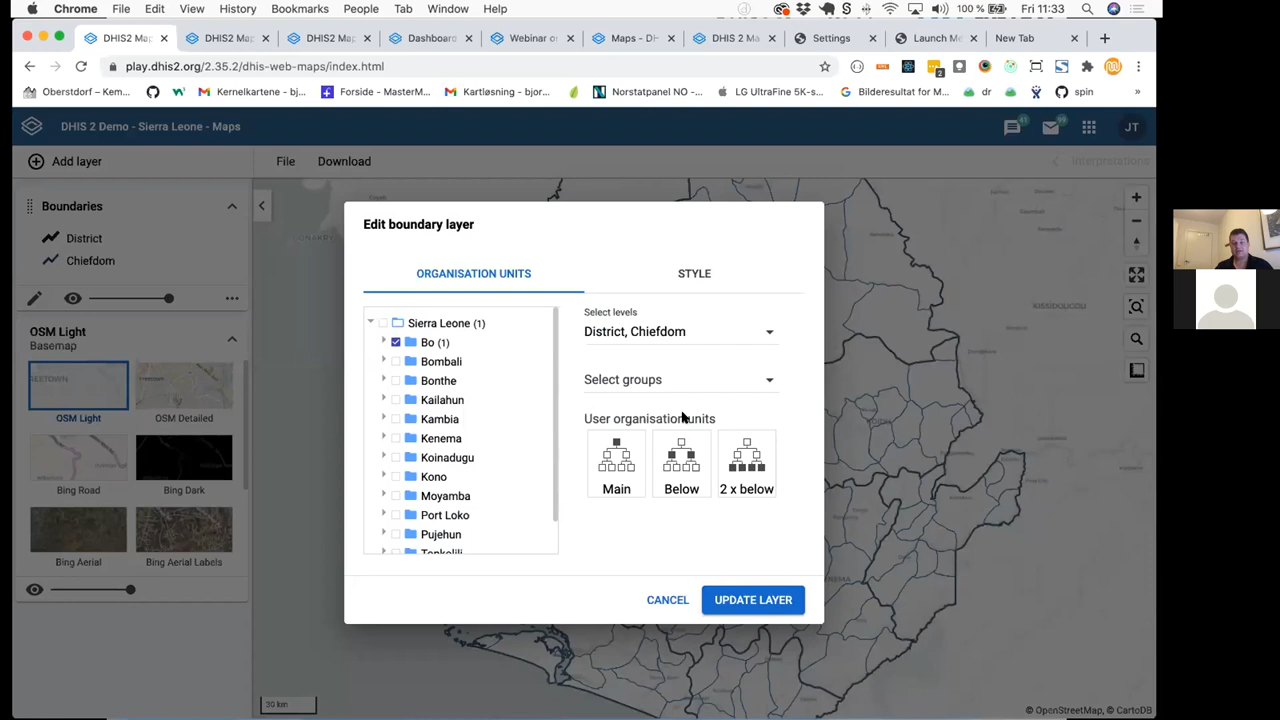 Chrome File Edit View History Bookmarks People Tab Window Help 100 % Fri 11:33
DHIS2 Ma DHIS2 Ma DHIS2 Ma Dashboard Webinar o Maps - DH DHIS 2 Ma Settings Launch Me New Tab
play.dhis2.org/2.35.2/dhis-web-maps/index.html
Oberstdorf – Kem... Kernelkarte - bj... Forside - MasterM... Kartløsning - bjor... Norstatpanel NO -... LG UltraFine 5K-s... Bilderesultat for M... dr spin »
DHIS 2 Demo - Sierra Leone - Maps 41 99 JT
Add layer File Download Interpretations
Boundaries
District
Chiefdom
OSM Light
Basemap
REETOWN
OSM Light OSM Detailed
Bing Road Bing Dark
Bing Aerial Bing Aerial Labels
Edit boundary layer
ORGANISATION UNITS STYLE
Sierra Leone (1)
Bo (1)
Bombali
Bonthe
Kailahun
Kambia
Kenema
Koinadugu
Kono
Moyamba
Port Loko
Pujehun
Tonkolili
Select levels
District, Chiefdom
Select groups
User organisation units
Main Below 2 x below
CANCEL UPDATE LAYER
KISSIDOUGOU
30 km
© OpenStreetMap, © CartoDB